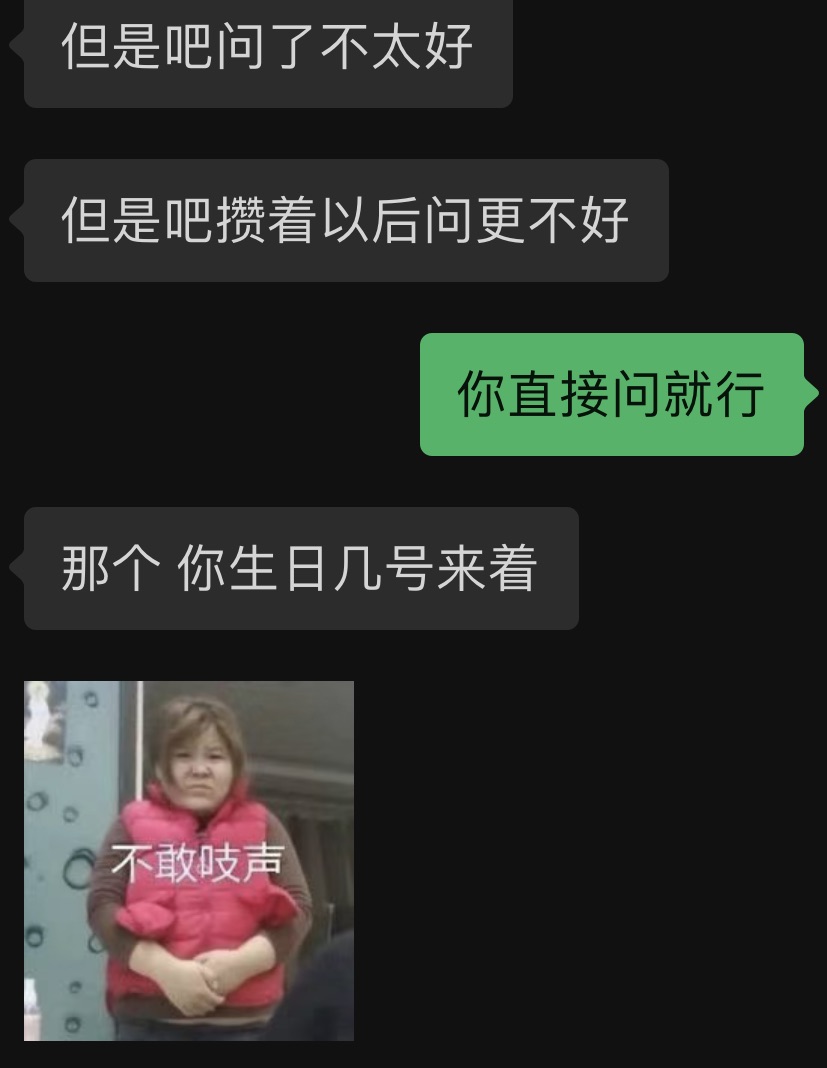 但是吧问了不太好
但是吧攒着以后问更不好
你直接问就行
那个 你生日几号来着
不敢吱声